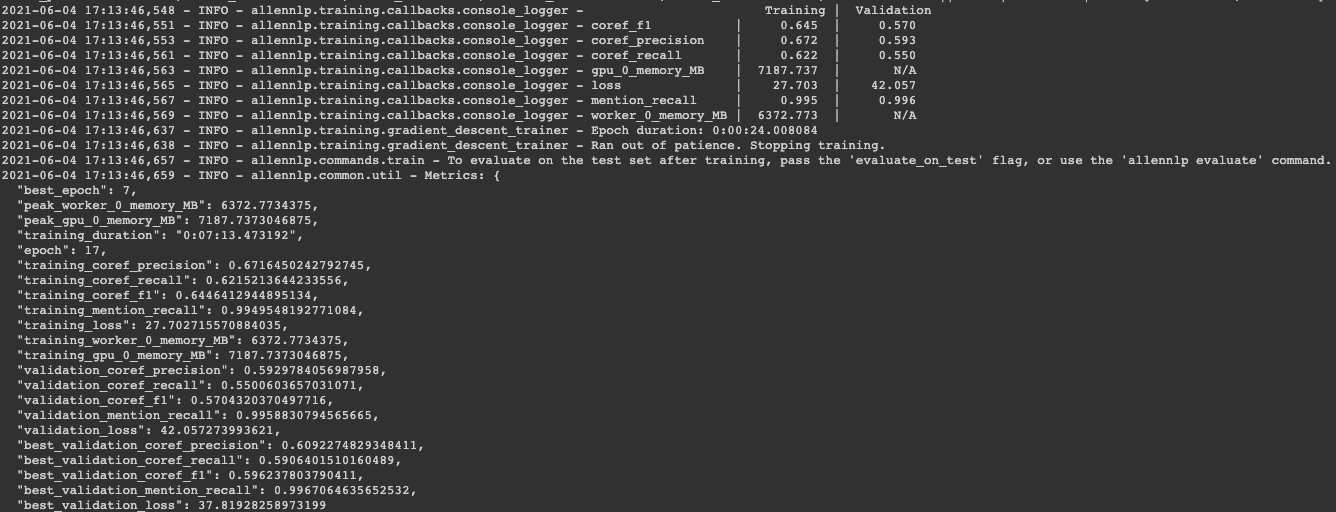 2021-06-04 17:13:46,548 - INFO - allennlp.training.callbacks.console_logger - Training | Validation
2021-06-04 17:13:46,551 - INFO - allennlp.training.callbacks.console_logger - coref_f1 | 0.645 | 0.570
2021-06-04 17:13:46,553 - INFO - allennlp.training.callbacks.console_logger - coref_precision | 0.672 | 0.593
2021-06-04 17:13:46,561 - INFO - allennlp.training.callbacks.console_logger - coref_recall | 0.622 | 0.550
2021-06-04 17:13:46,563 - INFO - allennlp.training.callbacks.console_logger - gpu_0_memory_MB | 7187.737 | N/A
2021-06-04 17:13:46,565 - INFO - allennlp.training.callbacks.console_logger - loss | 27.703 | 42.057
2021-06-04 17:13:46,567 - INFO - allennlp.training.callbacks.console_logger - mention_recall | 0.995 | 0.996
2021-06-04 17:13:46,569 - INFO - allennlp.training.callbacks.console_logger - worker_0_memory_MB | 6372.773 | N/A
2021-06-04 17:13:46,637 - INFO - allennlp.training.gradient_descent_trainer - Epoch duration: 0:00:24.008084
2021-06-04 17:13:46,638 - INFO - allennlp.training.gradient_descent_trainer - Ran out of patience. Stopping training.
2021-06-04 17:13:46,657 - INFO - allennlp.commands.train - To evaluate on the test set after training, pass the 'evaluate_on_test' flag, or use the 'allennlp evaluate' command.
2021-06-04 17:13:46,659 - INFO - allennlp.common.util - Metrics: {
"best_epoch": 7,
"peak_worker_0_memory_MB": 6372.7734375,
"peak_gpu_0_memory_MB": 7187.7373046875,
"training_duration": "0:07:13.473192",
"epoch": 17,
"training_coref_precision": 0.6716450242792745,
"training_coref_recall": 0.6215213644233556,
"training_coref_f1": 0.6446412944895134,
"training_mention_recall": 0.9949548192771084,
"training_loss": 27.702715570884035,
"training_worker_0_memory_MB": 6372.7734375,
"training_gpu_0_memory_MB": 7187.7373046875,
"validation_coref_precision": 0.5929784056987958,
"validation_coref_recall": 0.5500603657031071,
"validation_coref_f1": 0.5704320370497716,
"validation_mention_recall": 0.9958830794565665,
"validation_loss": 42.057273993621,
"best_validation_coref_precision": 0.6092274829348411,
"best_validation_coref_recall": 0.5906401510160489,
"best_validation_coref_f1": 0.596237803790411,
"best_validation_mention_recall": 0.9967064635652532,
"best_validation_loss": 37.81928258973199